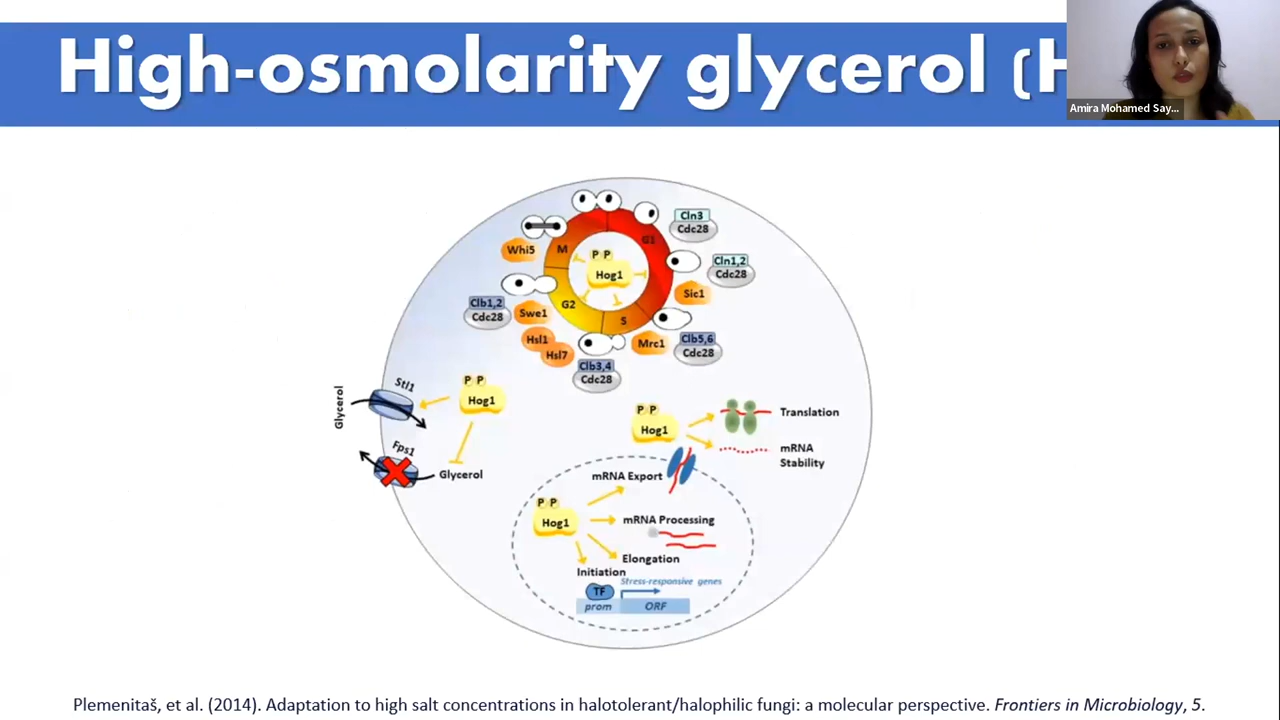 High-osmolarity glycerol (H
Amira Mohamed Say...
Cln3
Cdc28
G1
Whi5
M
P P
Hog1
Cln1,2
Cdc28
Sic1
Clb1,2
Cdc28
G2
Swe1
S
Hsl1
Hsl7
Mrc1
Clb5,6
Cdc28
Clb3,4
Cdc28
Glycerol
Stl1
P P
Hog1
Fps1
Glycerol
P P
Hog1
Translation
mRNA
Stability
mRNA Export
P P
Hog1
mRNA Processing
Elongation
Initiation
Stress-responsive genes
TF
prom
ORF
Plemenitaš, et al. (2014). Adaptation to high salt concentrations in halotolerant/halophilic fungi: a molecular perspective. Frontiers in Microbiology, 5.